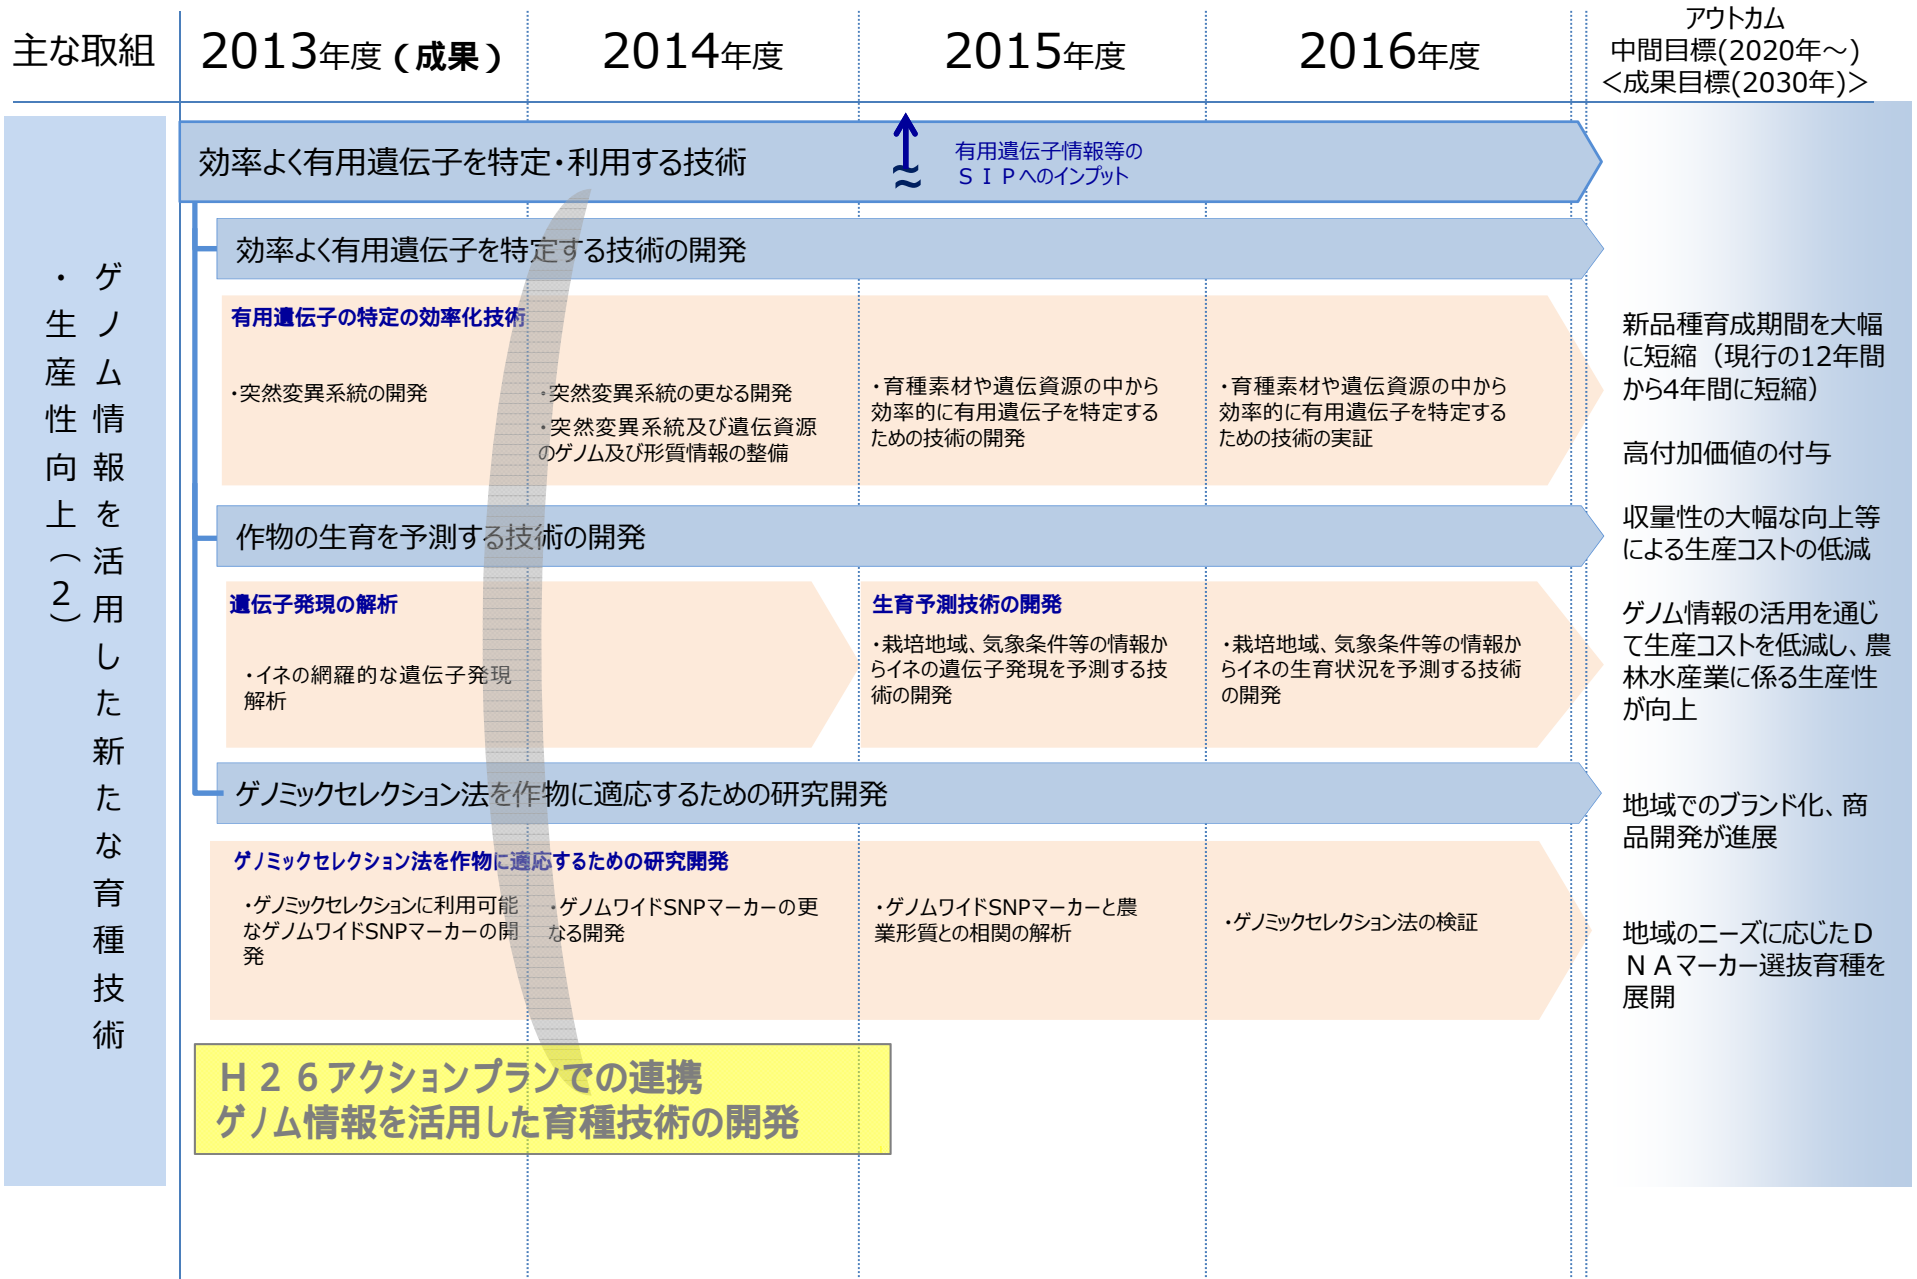 主な取組
2013年度（成果）
2014年度
2015年度
2016年度
アウトカム
中間目標(2020年～)
＜成果目標(2030年)＞
ゲノム情報を活用した新たな育種技術
・生産性向上（２）
効率よく有用遺伝子を特定・利用する技術
≈
有用遺伝子情報等の
ＳＩＰへのインプット
効率よく有用遺伝子を特定する技術の開発
有用遺伝子の特定の効率化技術
・突然変異系統の開発
・突然変異系統の更なる開発
・突然変異系統及び遺伝資源
のゲノム及び形質情報の整備
・育種素材や遺伝資源の中から
効率的に有用遺伝子を特定する
ための技術の開発
・育種素材や遺伝資源の中から
効率的に有用遺伝子を特定する
ための技術の実証
作物の生育を予測する技術の開発
遺伝子発現の解析
・イネの網羅的な遺伝子発現
解析
生育予測技術の開発
・栽培地域、気象条件等の情報か
らイネの遺伝子発現を予測する技
術の開発
・栽培地域、気象条件等の情報か
らイネの生育状況を予測する技術
の開発
ゲノミックセレクション法を作物に適応するための研究開発
ゲノミックセレクション法を作物に適応するための研究開発
・ゲノミックセレクションに利用可能
なゲノムワイドSNPマーカーの開
発
・ゲノムワイドSNPマーカーの更
なる開発
・ゲノムワイドSNPマーカーと農
業形質との相関の解析
・ゲノミックセレクション法の検証
Ｈ２６アクションプランでの連携
ゲノム情報を活用した育種技術の開発
新品種育成期間を大幅
に短縮（現行の12年間
から4年間に短縮）
高付加価値の付与
収量性の大幅な向上等
による生産コストの低減
ゲノム情報の活用を通じ
て生産コストを低減し、農
林水産業に係る生産性
が向上
地域でのブランド化、商
品開発が進展
地域のニーズに応じたＤ
ＮＡマーカー選抜育種を
展開